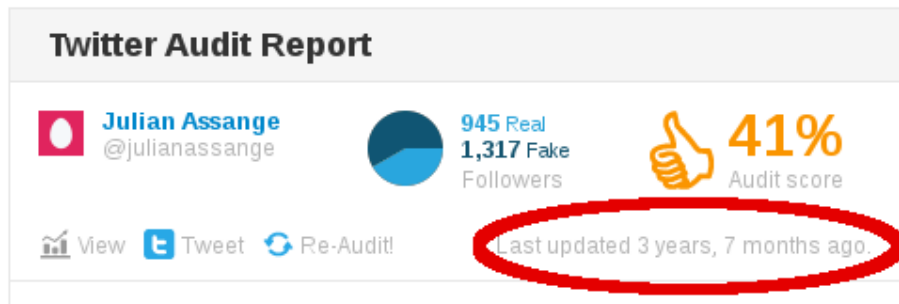 Twitter Audit Report
Julian Assange
@julianassange
945 Real
1,317 Fake
Followers
41%
Audit score
View Tweet Re-Audit!
Last updated 3 years, 7 months ago.